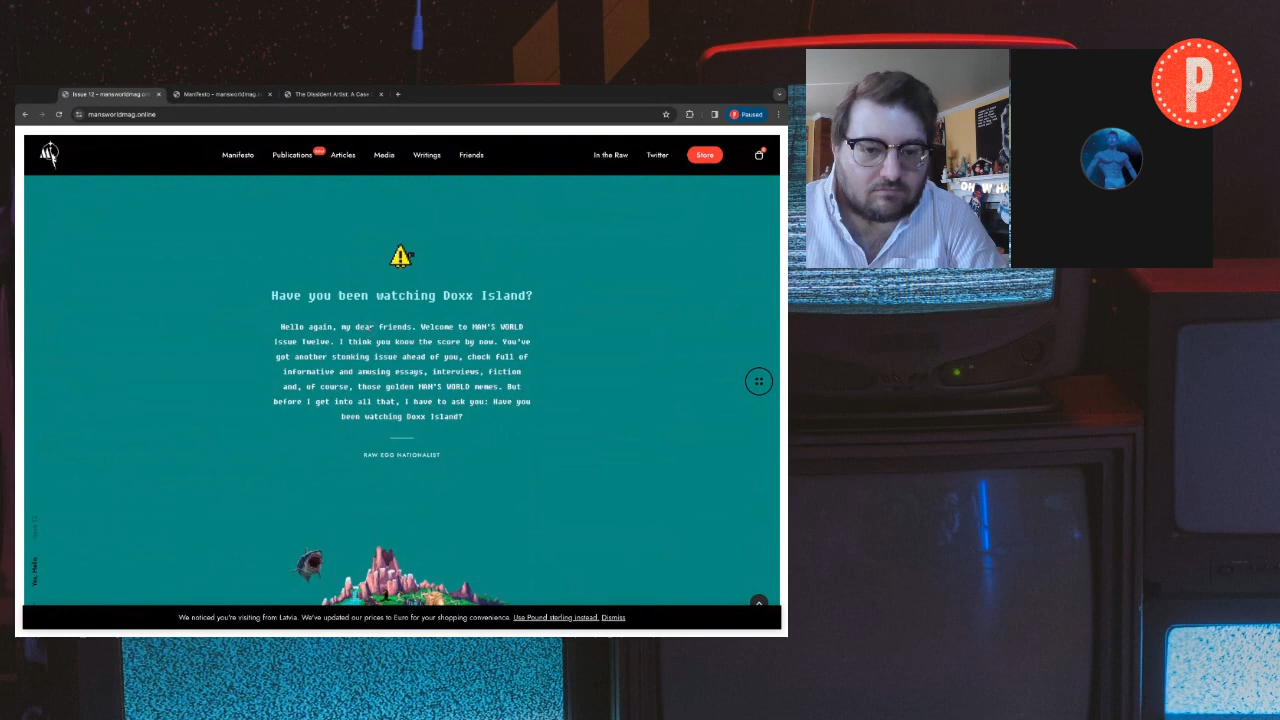 Issue 12 - mansworldmag.on
Manifesto - mansworldmag.o
The Dissident Artist: A Case
mansworldmag.online
Paused
Manifesto
Publications
Articles
Media
Writings
Friends
In the Raw
Twitter
Store
Have you been watching Doxx Island?
Hello again, my dear friends. Welcome to MAN'S WORLD
Issue Twelve. I think you know the score by now. You've
got another stonking issue ahead of you, chock full of
informative and amusing essays, interviews, fiction
and, of course, those golden MAN'S WORLD memes. But
before I get into all that, I have to ask you: Have you
been watching Doxx Island?
RAW EGG NATIONALIST
Issue 12
Yes, Hello
We noticed you're visiting from Latvia. We've updated our prices to Euro for your shopping convenience. Use Pound sterling instead. Dismiss
P